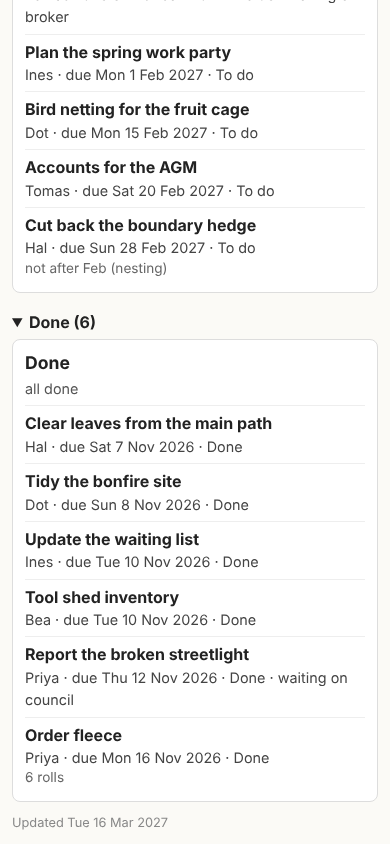 broker
Plan the spring work party
Ines · due Mon 1 Feb 2027 · To do
Bird netting for the fruit cage
Dot · due Mon 15 Feb 2027 · To do
Accounts for the AGM
Tomas · due Sat 20 Feb 2027 · To do
Cut back the boundary hedge
Hal · due Sun 28 Feb 2027 · To do
not after Feb (nesting)
▼ Done (6)
Done
all done
Clear leaves from the main path
Hal · due Sat 7 Nov 2026 · Done
Tidy the bonfire site
Dot · due Sun 8 Nov 2026 · Done
Update the waiting list
Ines · due Tue 10 Nov 2026 · Done
Tool shed inventory
Bea · due Tue 10 Nov 2026 · Done
Report the broken streetlight
Priya · due Thu 12 Nov 2026 · Done · waiting on
council
Order fleece
Priya · due Mon 16 Nov 2026 · Done
6 rolls
Updated Tue 16 Mar 2027